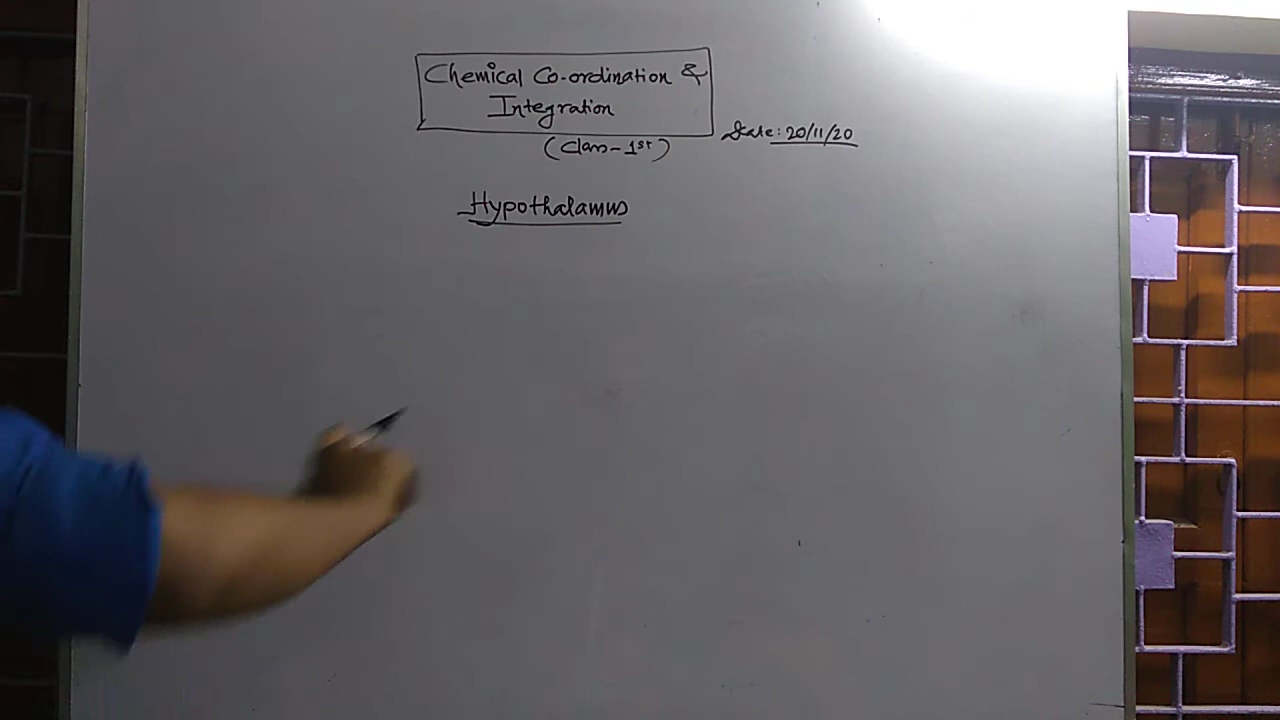 Chemical Co-ordination &
Integration
(Class-1st)
Date: 20/11/20
Hypothalamus